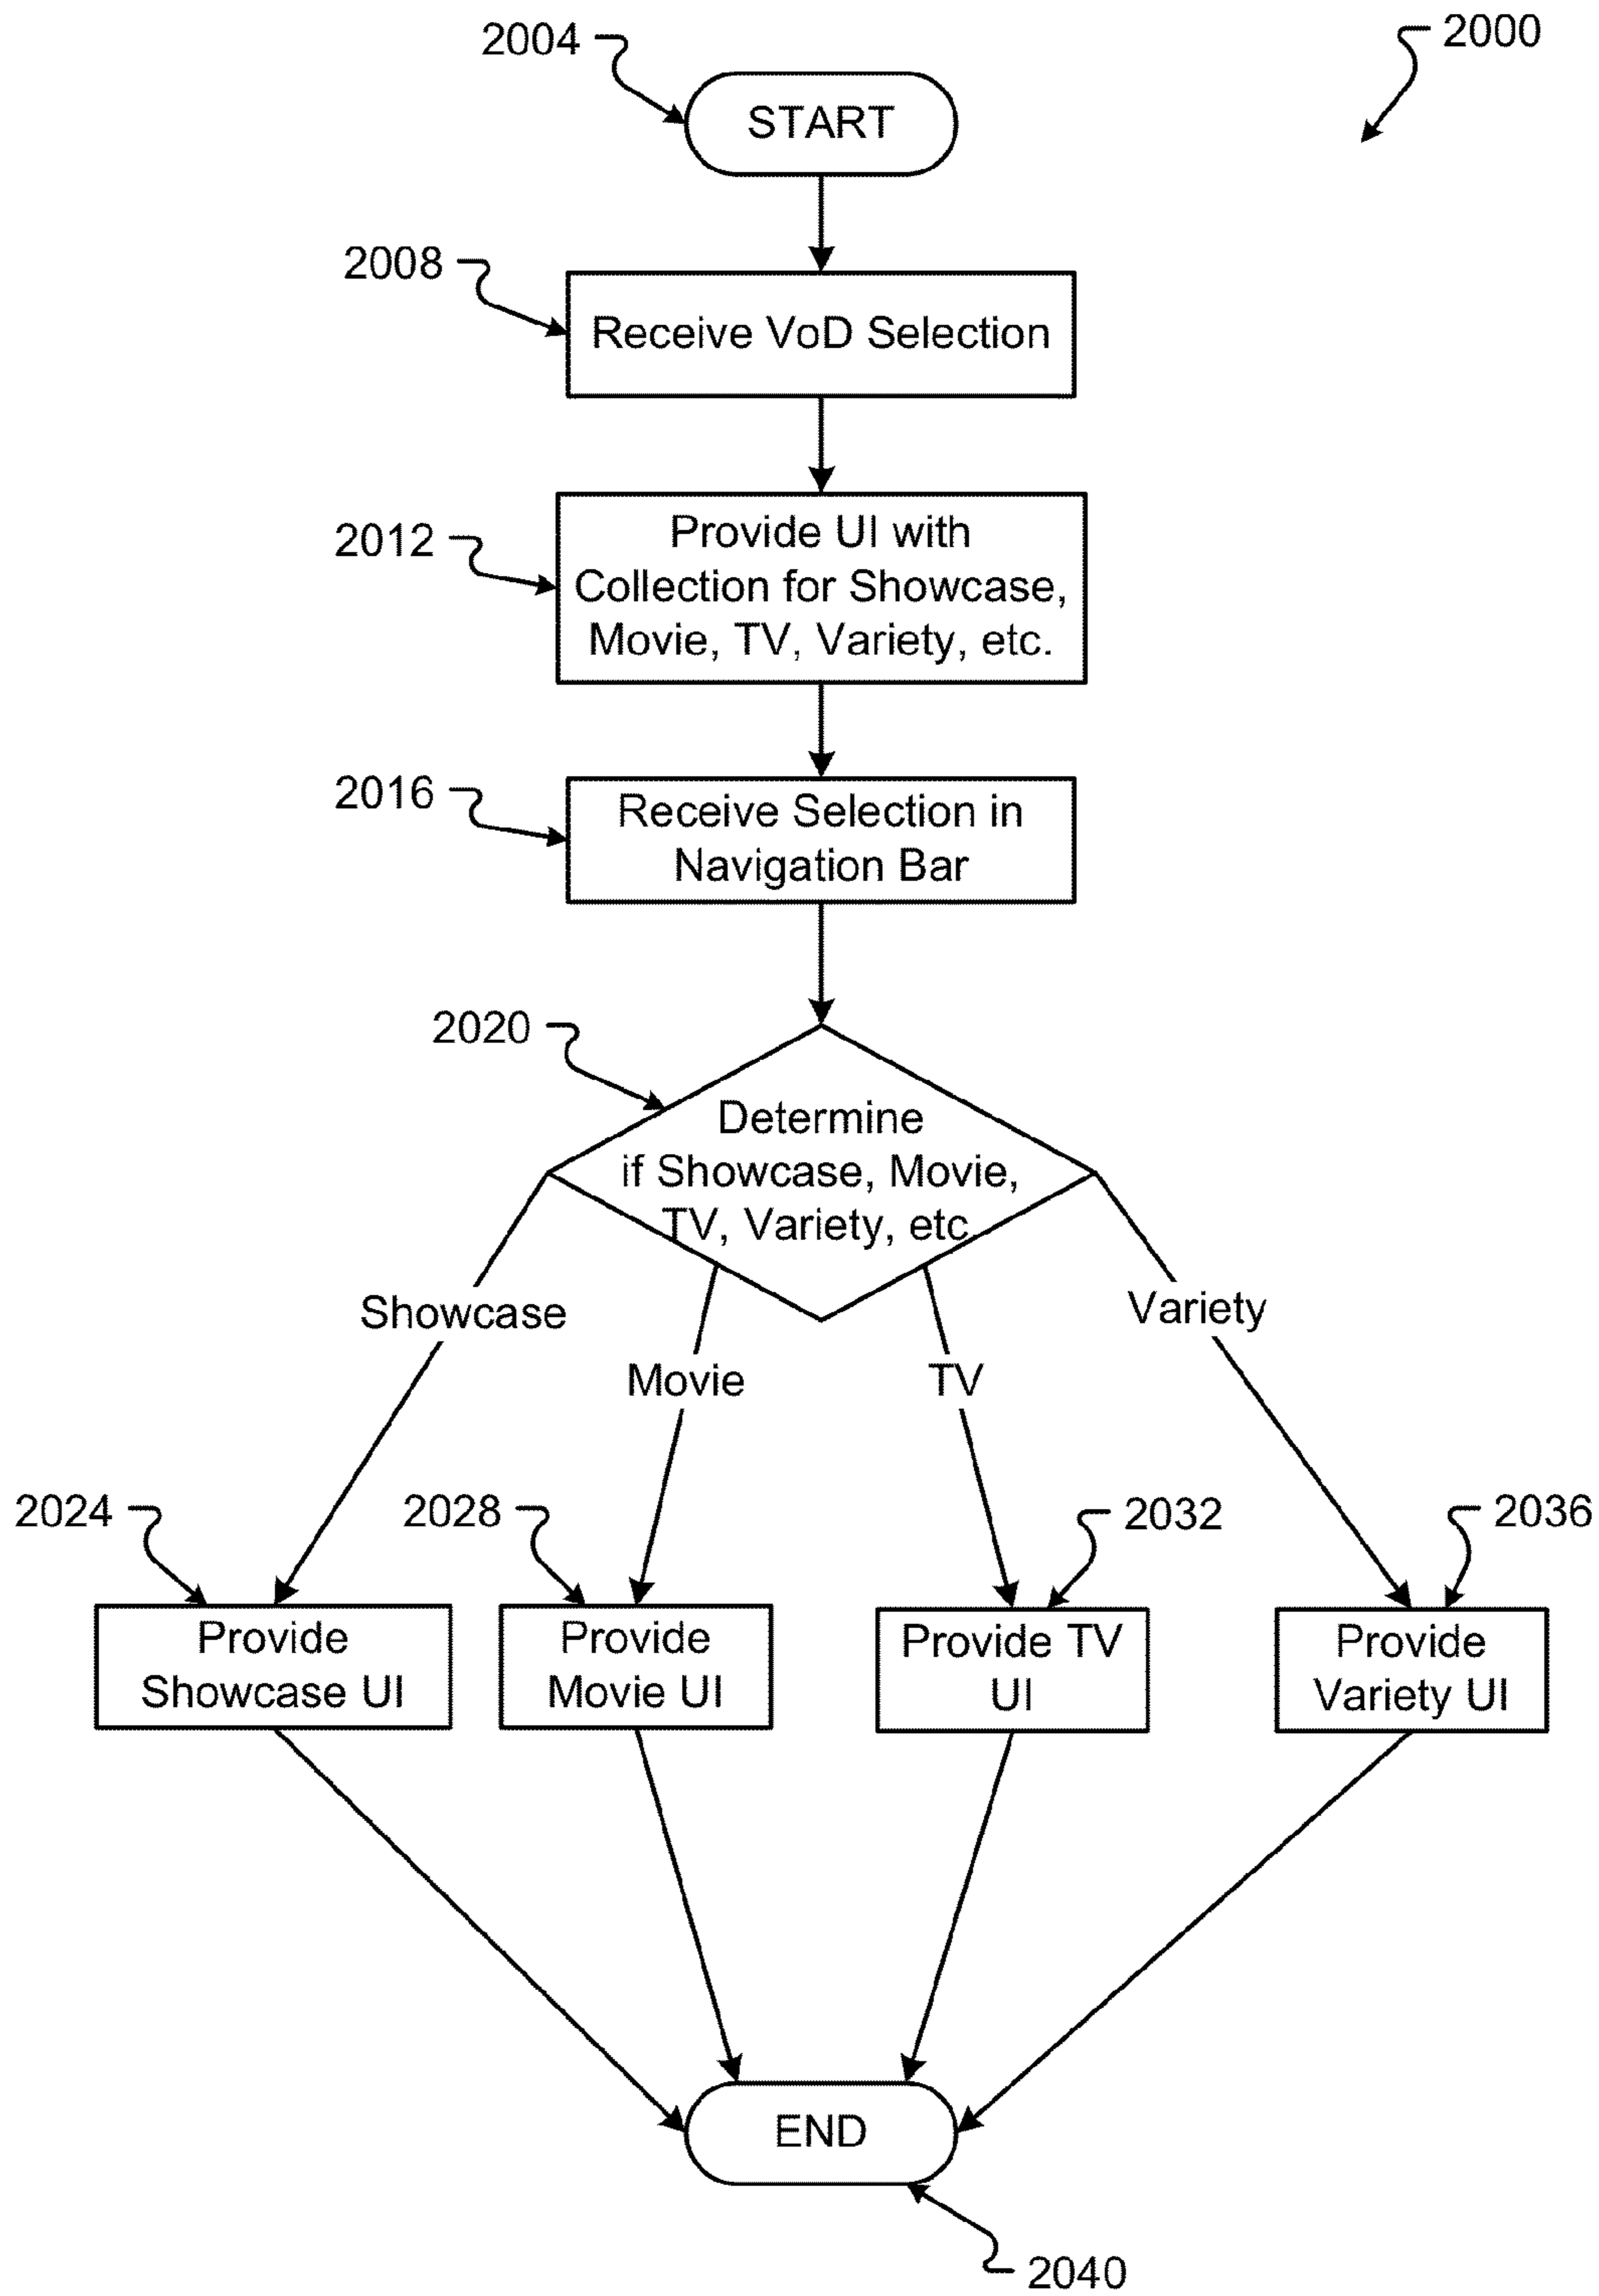 2004
2000
START
2008
Receive VoD Selection
2012
Provide UI with
Collection for Showcase,
Movie, TV, Variety, etc.
2016
Receive Selection in
Navigation Bar
2020
Determine
if Showcase, Movie,
TV, Variety, etc.
Showcase
Variety
Movie
TV
2024
2028
2032
2036
Provide
Showcase UI
Provide
Movie UI
Provide TV
UI
Provide
Variety UI
END
2040